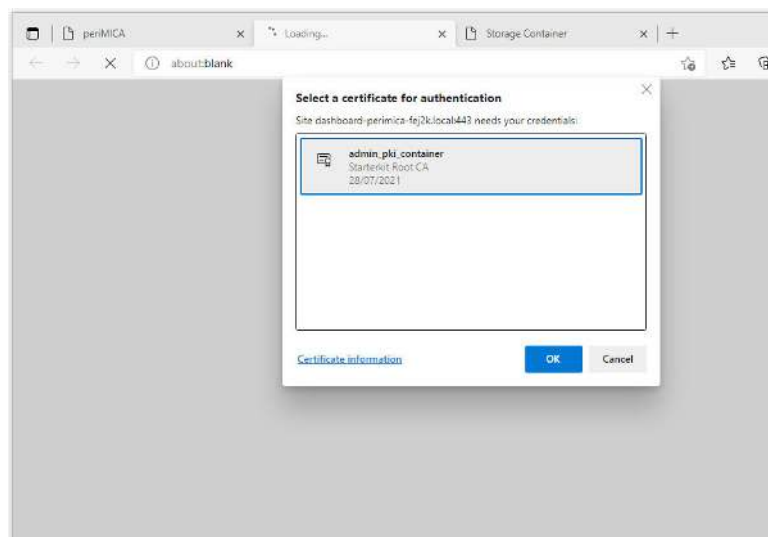 periMICA
Loading...
Storage Container
about:blank
Select a certificate for authentication
Site dashboard-perimica-fej2k.local:443 needs your credentials:
admin_pki_container
Starterkit Root CA
28/07/2021
Certificate information
OK
Cancel